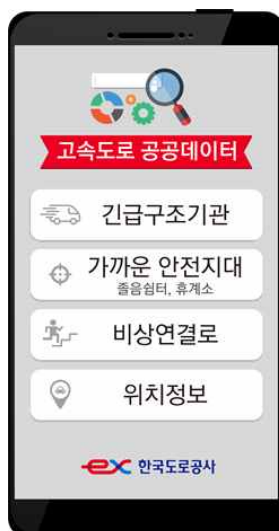 고속도로 공공데이터
긴급구조기관
가까운 안전지대
졸음쉼터, 휴게소
비상연결로
위치정보
ex 한국도로공사